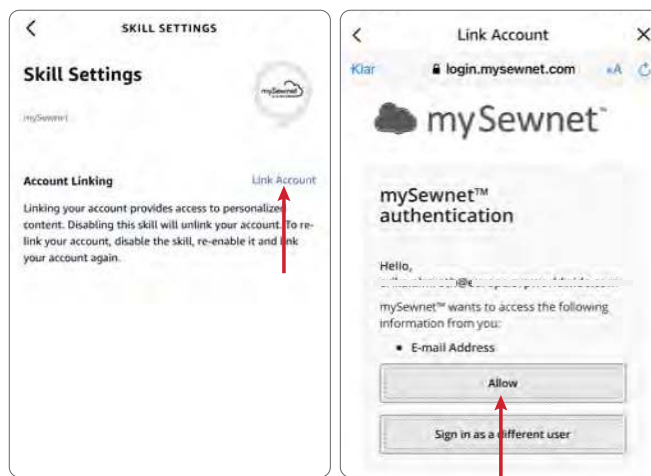 SKILL SETTINGS
Skill Settings
mySewnet
mySewnet
Account Linking
Link Account
Linking your account provides access to personalized
content. Disabling this skill will unlink your account. To re-
link your account, disable the skill, re-enable it and link
your account again.
Link Account
Klar
login.mysewnet.com
AA
mySewnet™
mySewnet™
authentication
Hello,
mySewnet™ wants to access the following
information from you:
• E-mail Address
Allow
Sign in as a different user